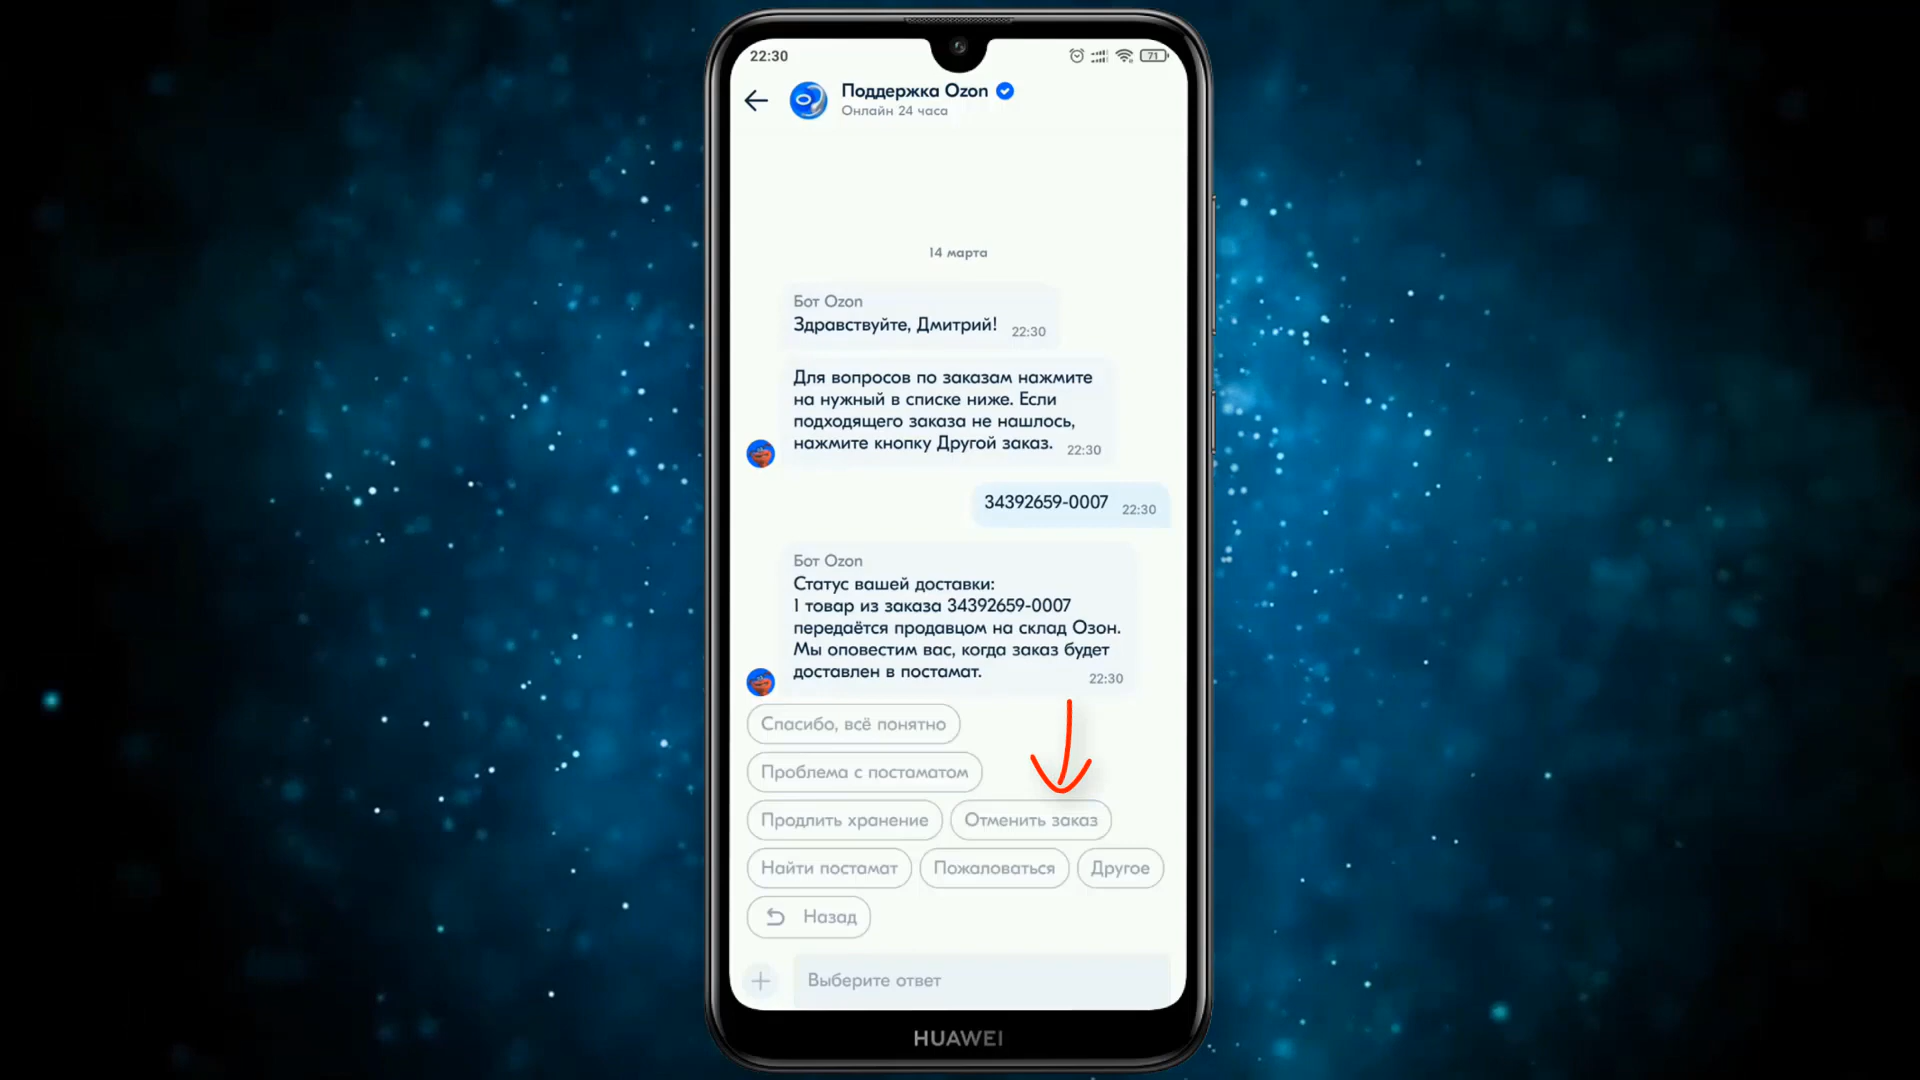 22:30
71
Поддержка Ozon
Онлайн 24 часа
14 марта
Бот Ozon
Здравствуйте, Дмитрий! 22:30
Для вопросов по заказам нажмите
на нужный в списке ниже. Если
подходящего заказа не нашлось,
нажмите кнопку Другой заказ. 22:30
34392659-0007 22:30
Бот Ozon
Статус вашей доставки:
1 товар из заказа 34392659-0007
передаётся продавцом на склад Озон.
Мы оповестим вас, когда заказ будет
доставлен в постамат. 22:30
Спасибо, всё понятно
Проблема с постаматом
Продлить хранение Отменить заказ
Найти постамат Пожаловаться Другое
Назад
Выберите ответ
HUAWEI